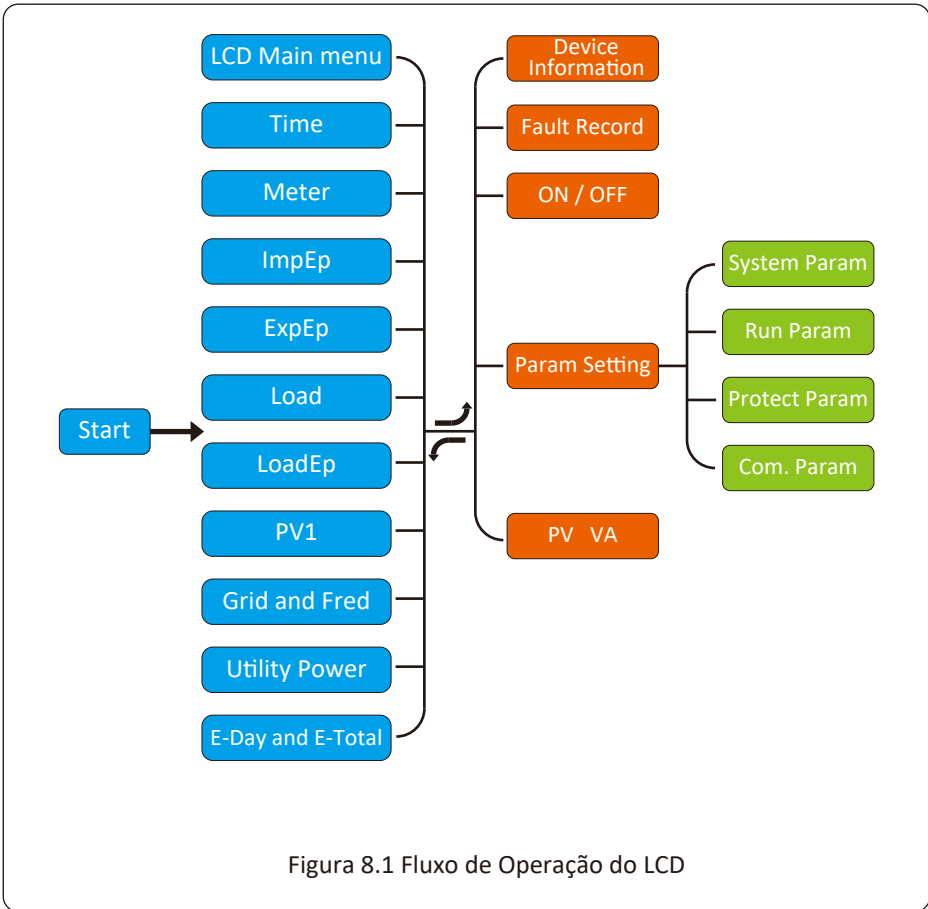 Start
LCD Main menu
Time
Meter
ImpEp
ExpEp
Load
LoadEp
PV1
Grid and Fred
Utility Power
E-Day and E-Total
Device
Information
Fault Record
ON / OFF
Param Setting
PV VA
System Param
Run Param
Protect Param
Com. Param
Figura 8.1 Fluxo de Operação do LCD